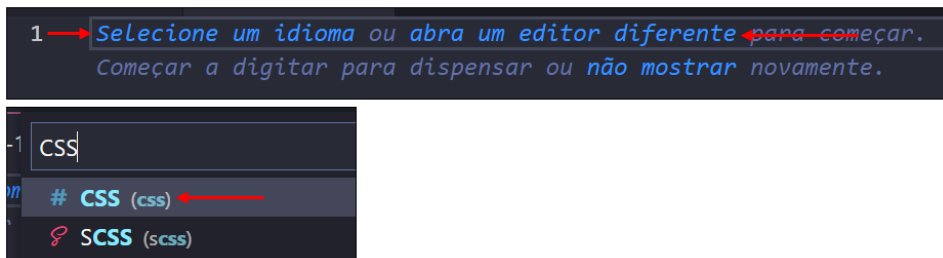 1 Selecione um idioma ou abra um editor diferente para começar.
Começar a digitar para dispensar ou não mostrar novamente.
-1
CSS
# CSS (css)
SCSS (scss)